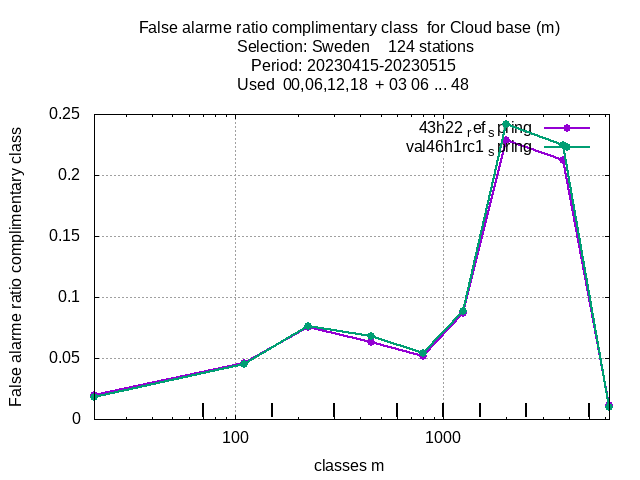 False alarme ratio complimentary class  for Cloud base (m)
Selection: Sweden    124 stations
Period: 20230415-20230515
Used  00,06,12,18  + 03 06 ... 48
43h22 ref spring
val46h1rc1 spring
False alarme ratio complimentary class
0.25
0.2
0.15
0.1
0.05
0
100
1000
classes m